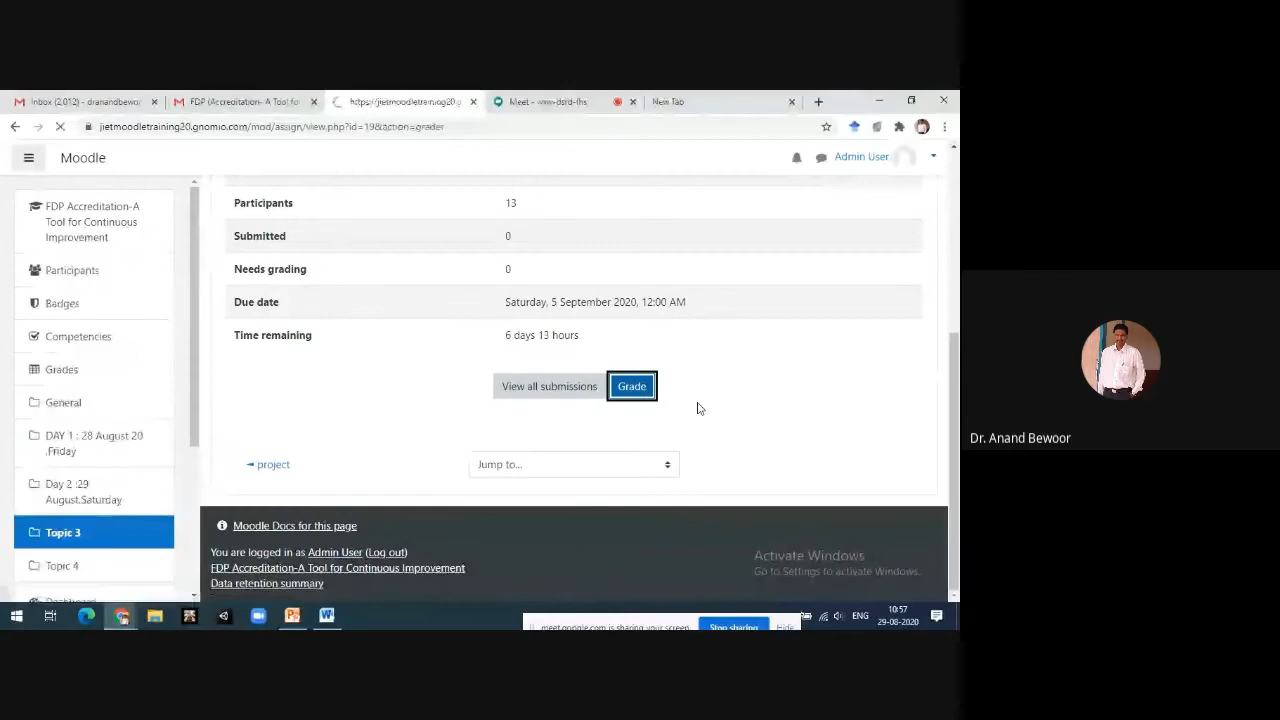 Inbox (2,012) - dranandbewo
FDP (Accreditation- A Tool for
https://jietmoodletraining20.g
Meet -
New Tab
jietmoodletraining20.gnomio.com/mod/assign/view.php?id=19&action=grader
Moodle
Admin User
FDP Accreditation-A
Tool for Continuous
Improvement
Participants
Badges
Competencies
Grades
General
DAY 1 : 28 August 20
,Friday
Day 2 :29
August,Saturday
Topic 3
Topic 4
Dashboard
Participants 13
Submitted 0
Needs grading 0
Due date Saturday, 5 September 2020, 12:00 AM
Time remaining 6 days 13 hours
View all submissions Grade
project
Jump to...
Moodle Docs for this page
You are logged in as Admin User (Log out)
FDP Accreditation-A Tool for Continuous Improvement
Data retention summary
Activate Windows
Go to Settings to activate Windows.
meet.google.com is sharing your screen.
Stop sharing
Hide
ENG
10:57
29-08-2020
Dr. Anand Bewoor